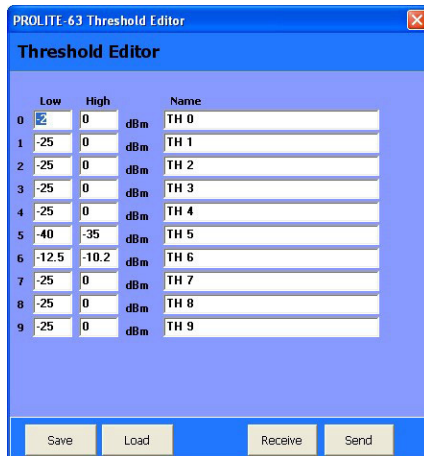 PROLITE-63 Threshold Editor
Threshold Editor
Low High Name
0 -2 0 dBm TH 0
1 -25 0 dBm TH 1
2 -25 0 dBm TH 2
3 -25 0 dBm TH 3
4 -25 0 dBm TH 4
5 -40 -35 dBm TH 5
6 -12.5 -10.2 dBm TH 6
7 -25 0 dBm TH 7
8 -25 0 dBm TH 8
9 -25 0 dBm TH 9
Save Load Receive Send